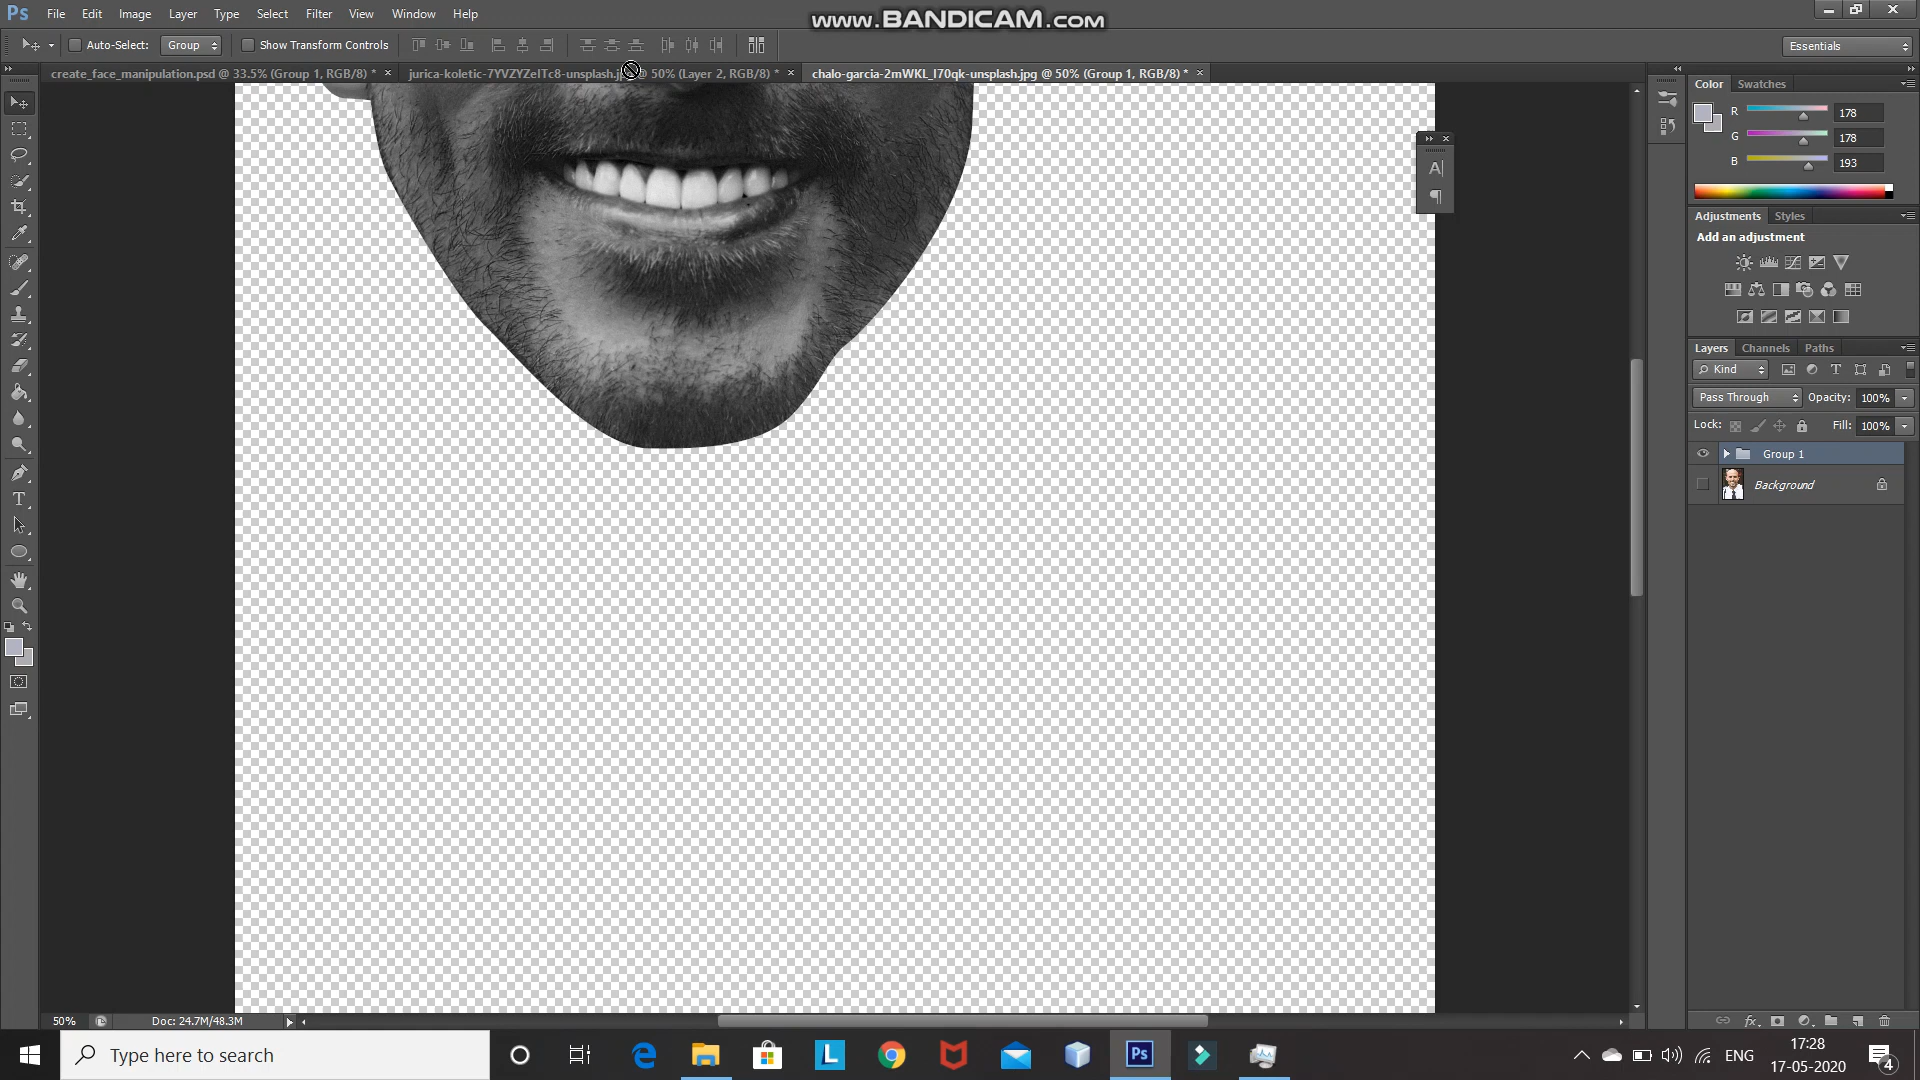 Ps File Edit Image Layer Type Select Filter View Window Help
www.BANDICAM.com
Auto-Select: Group Show Transform Controls
Essentials
create_face_manipulation.psd @ 33.5% (Group 1, RGB/8) *
@ 50% (Layer 2, RGB/8) *
chalo-garcia-2mWKL_I70qk-unsplash.jpg @ 50% (Group 1, RGB/8) *
Color Swatches
R 178
G 178
B 193
Adjustments Styles
Add an adjustment
Layers Channels Paths
Kind
Pass Through Opacity: 100%
Lock: Fill: 100%
Group 1
Background
50% Doc: 24.7M/48.3M
Type here to search
Ps
ENG
17:28
17-05-2020
4